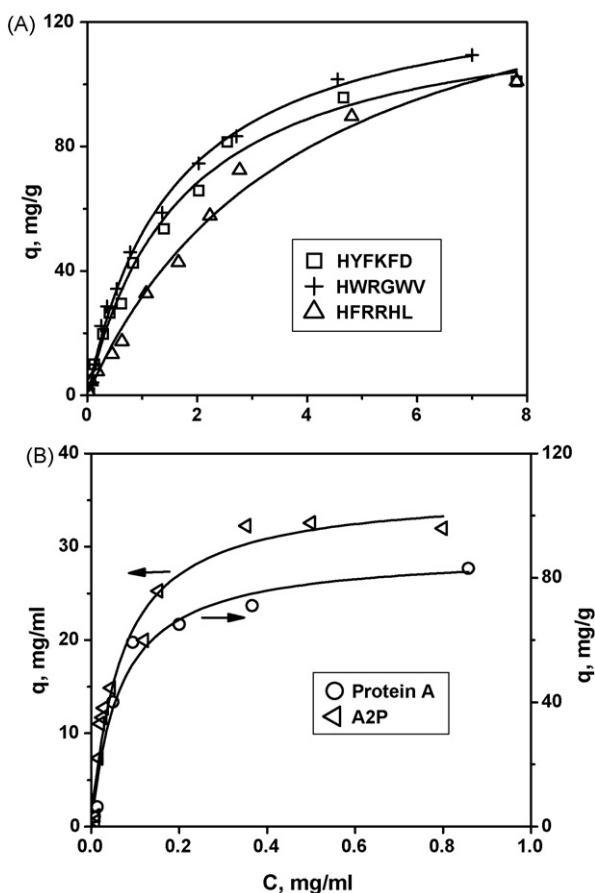 (A)
120
80
40
0
q, mg/g
HYFKFD
HWRGWV
HFRRHL
0
2
4
6
8
(B)
40
30
20
10
0
q, mg/ml
120
80
40
0
q, mg/g
Protein A
A2P
0.0
0.2
0.4
0.6
0.8
1.0
C, mg/ml